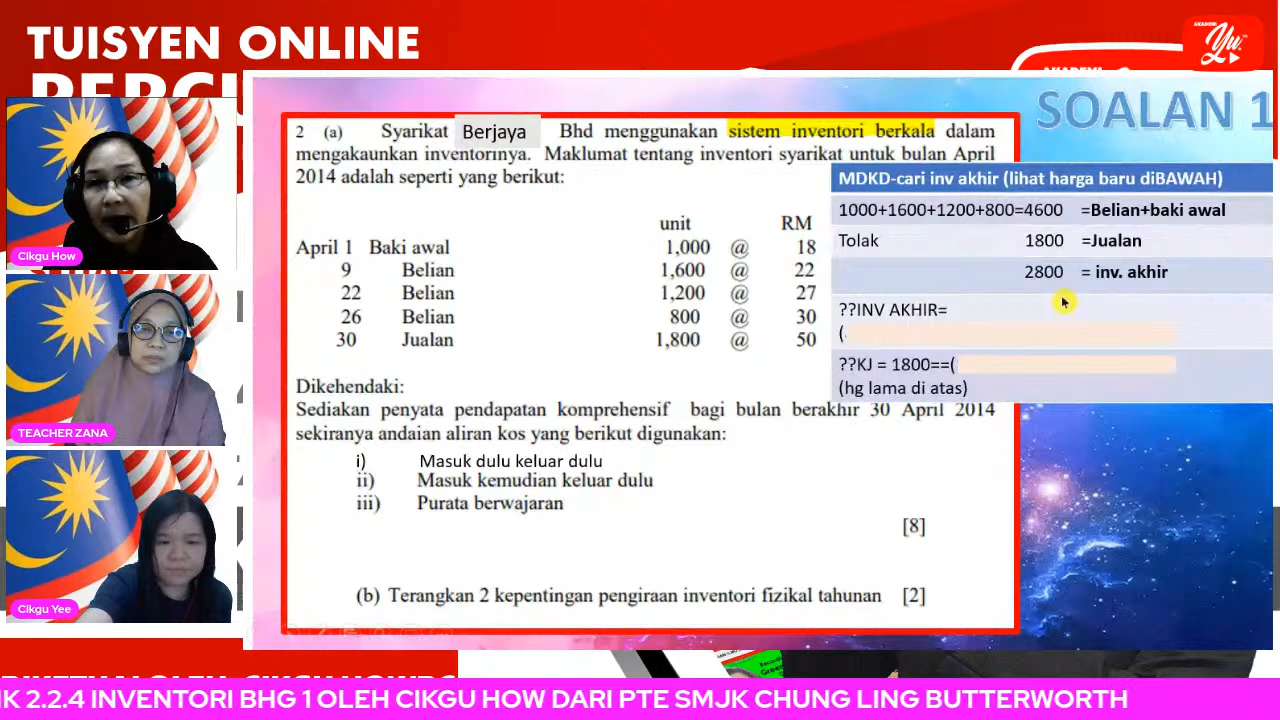 TUISYEN ONLINE
AKADEMI
Yu
SOALAN 1
2 (a) Syarikat Berjaya Bhd menggunakan sistem inventori berkala dalam
mengakaunkan inventorinya. Maklumat tentang inventori syarikat untuk bulan April
2014 adalah seperti yang berikut:
unit RM
April 1 Baki awal 1,000 @ 18
9 Belian 1,600 @ 22
22 Belian 1,200 @ 27
26 Belian 800 @ 30
30 Jualan 1,800 @ 50
Dikehendaki:
Sediakan penyata pendapatan komprehensif bagi bulan berakhir 30 April 2014
sekiranya andaian aliran kos yang berikut digunakan:
i) Masuk dulu keluar dulu
ii) Masuk kemudian keluar dulu
iii) Purata berwajaran
[8]
(b) Terangkan 2 kepentingan pengiraan inventori fizikal tahunan [2]
MDKD-cari inv akhir (lihat harga baru diBAWAH)
1000+1600+1200+800=4600 =Belian+baki awal
Tolak 1800 =Jualan
2800 = inv. akhir
??INV AKHIR=
(
??KJ = 1800==(
(hg lama di atas)
Cikgu How
TEACHER ZANA
Cikgu Yee
IK 2.2.4 INVENTORI BHG 1 OLEH CIKGU HOW DARI PTE SMJK CHUNG LING BUTTERWORTH